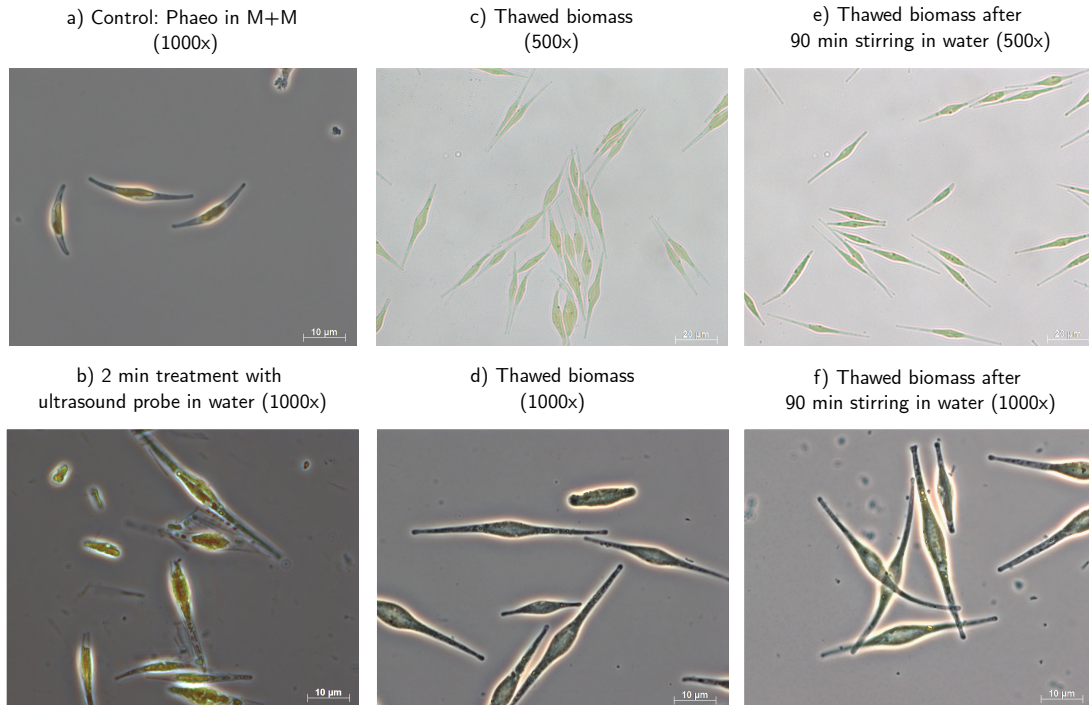 a) Control: Phaeo in M+M
(1000x)
c) Thawed biomass
(500x)
e) Thawed biomass after
90 min stirring in water (500x)
10 µm
20 µm
20 µm
b) 2 min treatment with
ultrasound probe in water (1000x)
d) Thawed biomass
(1000x)
f) Thawed biomass after
90 min stirring in water (1000x)
10 µm
10 µm
10 µm